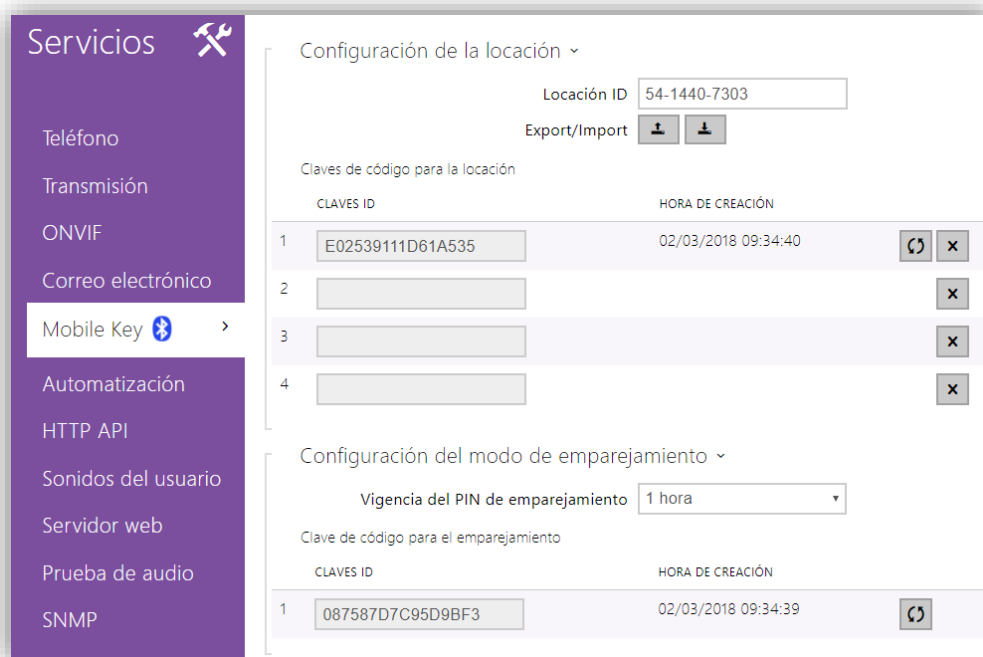 Servicios
Teléfono
Transmisión
ONVIF
Correo electrónico
Mobile Key
Automatización
HTTP API
Sonidos del usuario
Servidor web
Prueba de audio
SNMP
Configuración de la locación
Locación ID 54-1440-7303
Export/Import
Claves de código para la locación
CLAVES ID HORA DE CREACIÓN
1 E02539111D61A535 02/03/2018 09:34:40
2
3
4
Configuración del modo de emparejamiento
Vigencia del PIN de emparejamiento 1 hora
Clave de código para el emparejamiento
CLAVES ID HORA DE CREACIÓN
1 087587D7C95D9BF3 02/03/2018 09:34:39